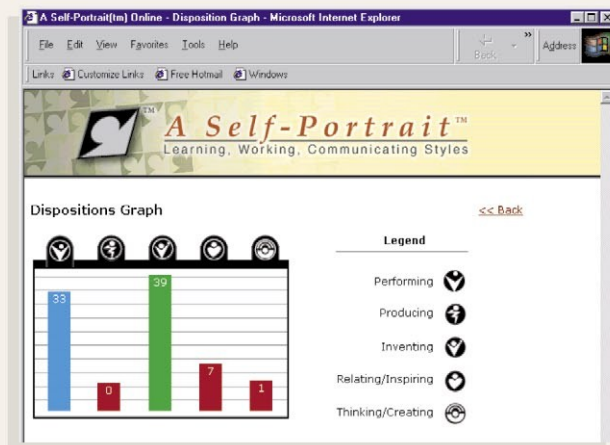 A Self-Portrait(tm) Online - Disposition Graph - Microsoft Internet Explorer
File Edit View Favorites Tools Help
Back
»
Address
Links Customize Links Free Hotmail Windows
TM
A Self-Portrait™
Learning, Working, Communicating Styles
Dispositions Graph
<< Back
33
0
39
7
1
Legend
Performing
Producing
Inventing
Relating/Inspiring
Thinking/Creating